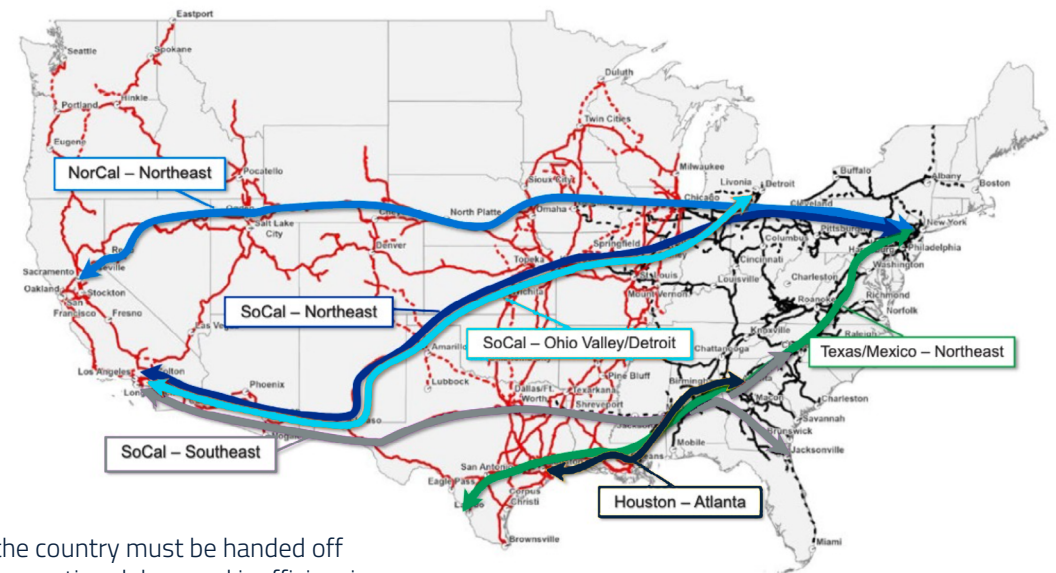 Eastport
Seattle
Spokane
Duluth
Portland
Hinkle
Twin Cities
Eugene
Pocatello
Milwaukee
Livonia
Detroit
Buffalo
Albany
Boston
NorCal – Northeast
Sioux City
Chicago
Cleveland
New York
North Platte
Omaha
Salt Lake
City
Pittsburg
Philadelphia
Denver
Springfield
Columbus
Washington
Sacramento
Topeka
Cincinnati
Oakland
Stockton
San
Francisco
Fresno
St Louis
Mount Vernon
Louisville
Charleston
Richmond
Roanoke
Norfolk
SoCal – Northeast
Las Ve
SoCal – Ohio Valley/Detroit
Knoxville
Raleigh
Amarillo
Chattanooga
Texas/Mexico – Northeast
Los Angeles
Colton
Phoenix
Lubbock
Dallas/Ft.
Worth
Texarkana
Pine Bluff
Birmingham
Shreveport
Macon
Charleston
Savannah
SoCal – Southeast
Jackson
Brunswick
Mobile
Jacksonville
San Anton
Eagle Pass
Houston – Atlanta
Corpus
Christi
Brownsville
Miami
the country must be handed off